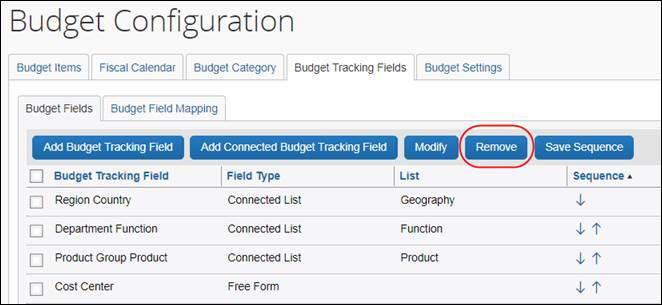 Budget Configuration
Budget Items Fiscal Calendar Budget Category Budget Tracking Fields Budget Settings
Budget Fields Budget Field Mapping
Add Budget Tracking Field Add Connected Budget Tracking Field Modify Remove Save Sequence
Budget Tracking Field Field Type List Sequence
Region Country Connected List Geography
Department Function Connected List Function
Product Group Product Connected List Product
Cost Center Free Form